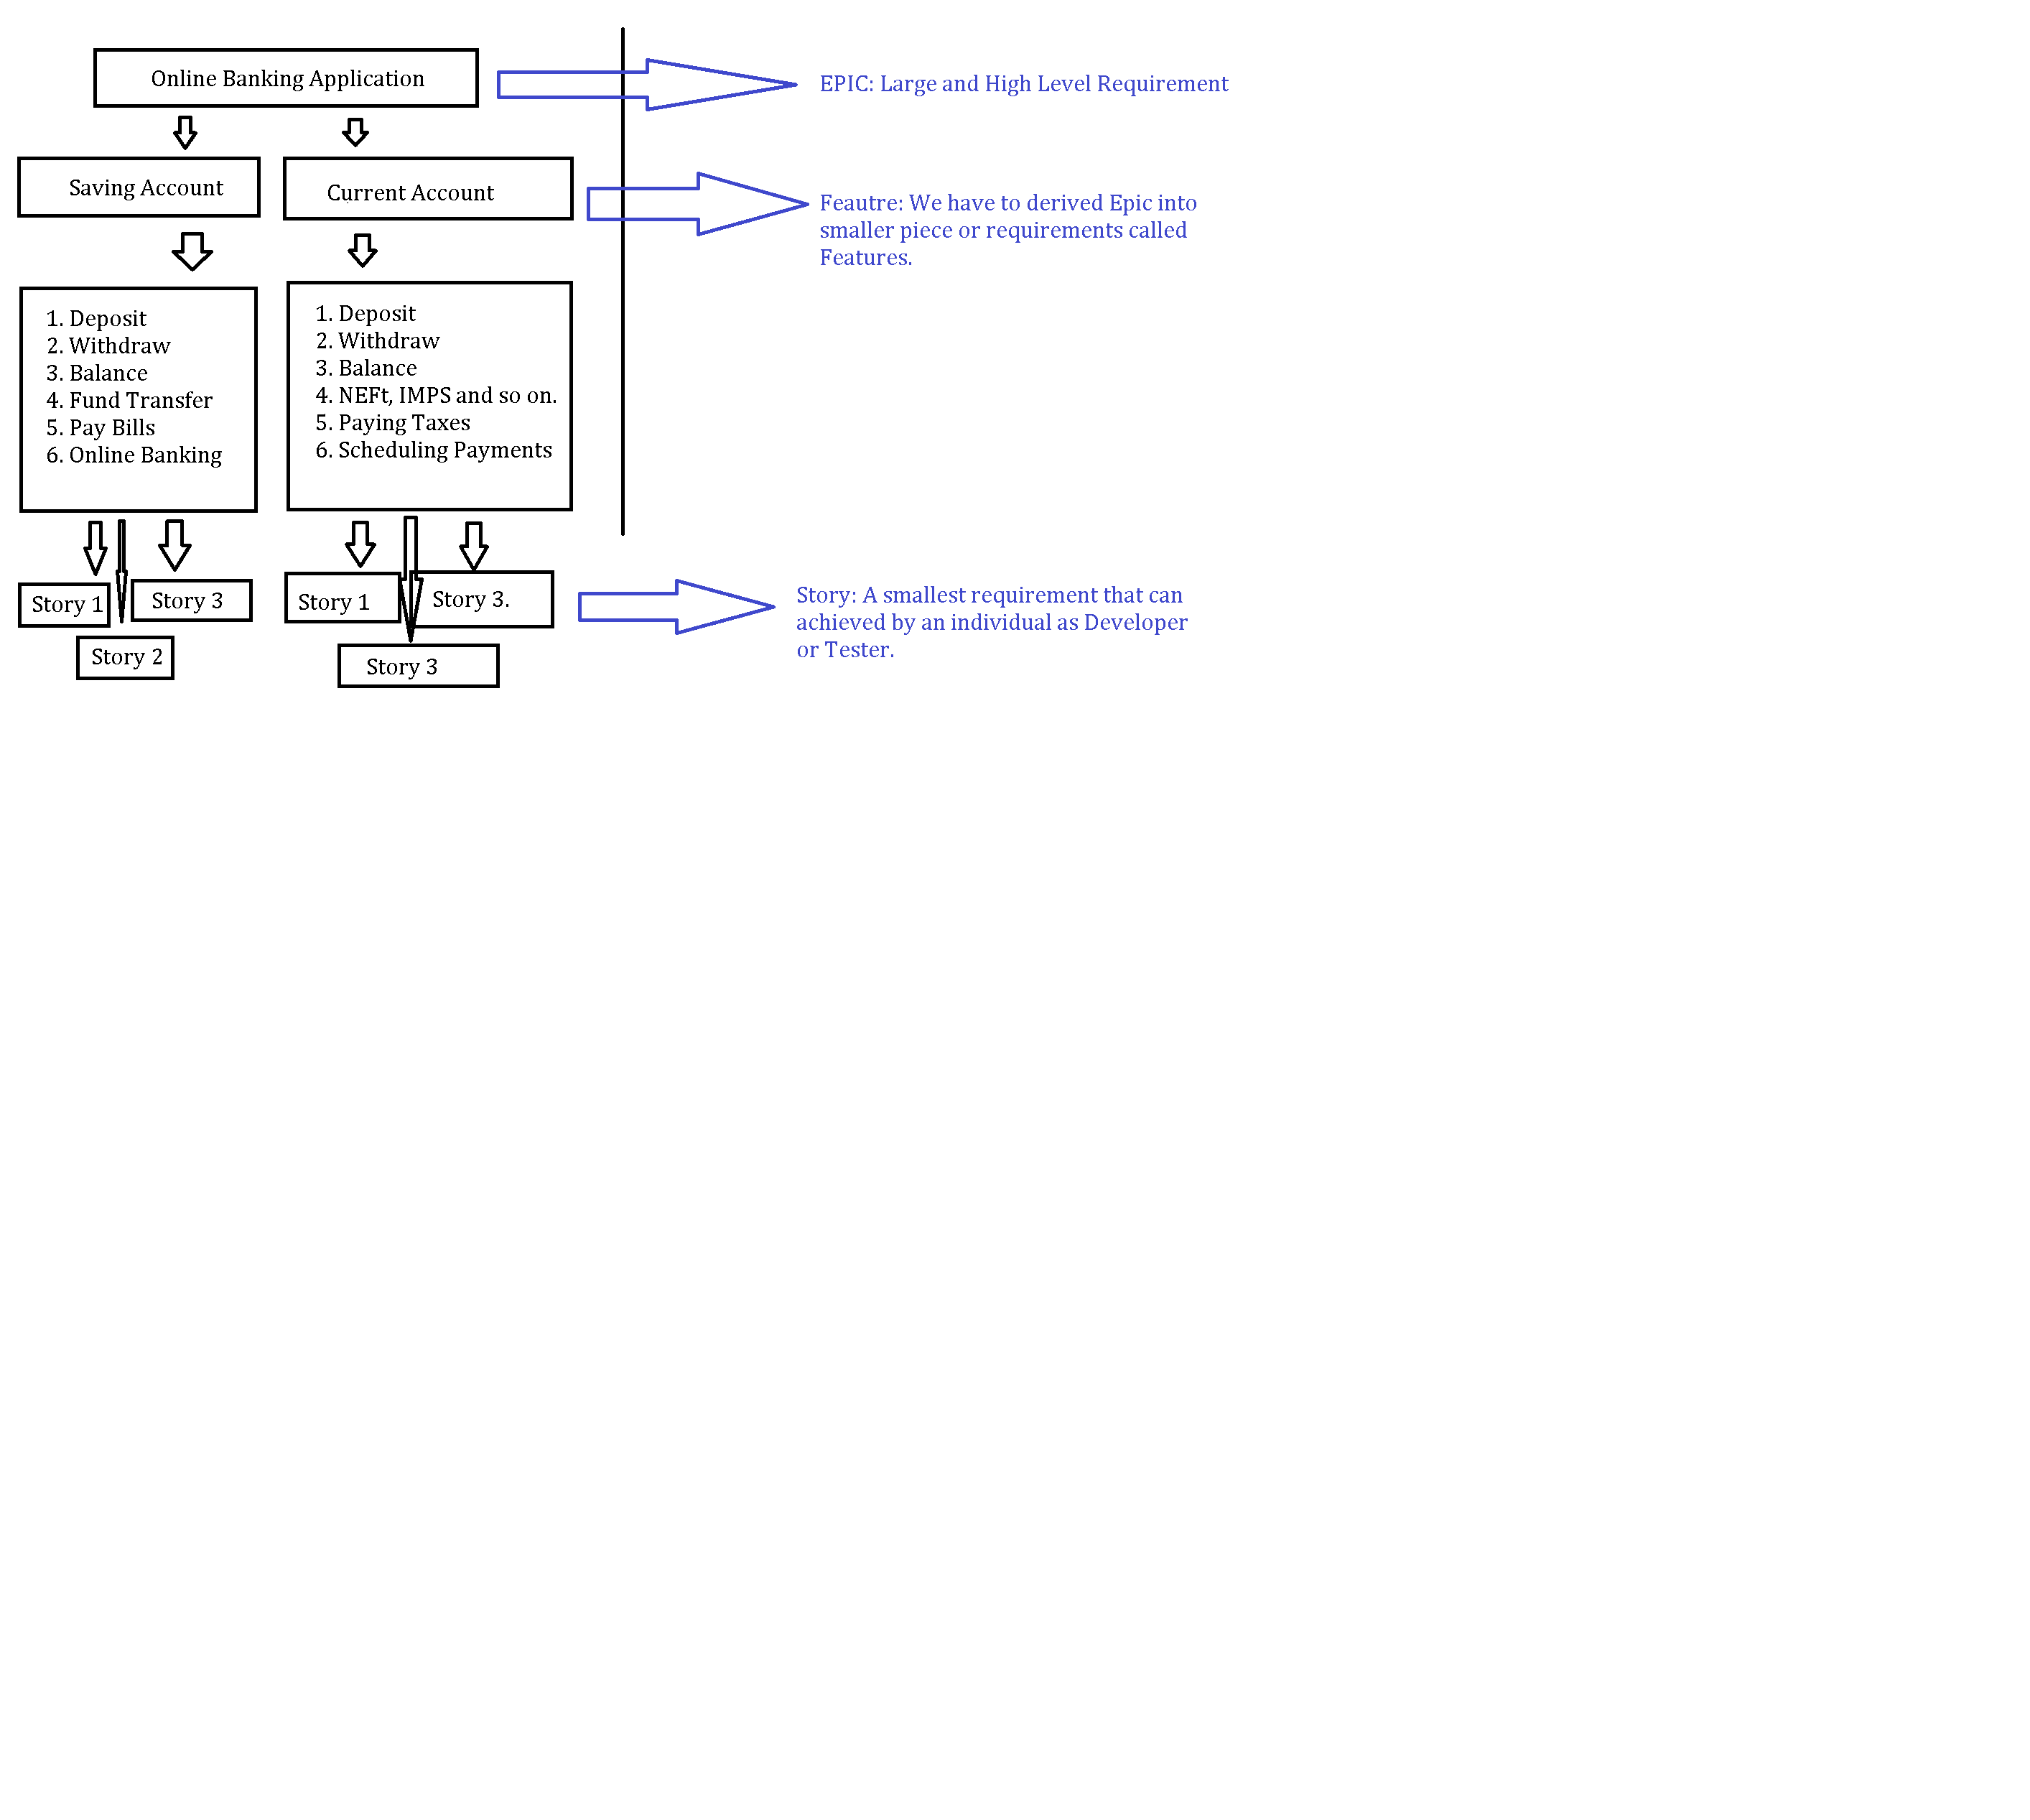 Online Banking Application
EPIC: Large and High Level Requirement
Saving Account
Current Account
Feautre: We have to derived Epic into
smaller piece or requirements called
Features.
1. Deposit
2. Withdraw
3. Balance
4. Fund Transfer
5. Pay Bills
6. Online Banking
1. Deposit
2. Withdraw
3. Balance
4. NEFt, IMPS and so on.
5. Paying Taxes
6. Scheduling Payments
Story 1
Story 3
Story 2
Story 1
Story 3.
Story 3
Story: A smallest requirement that can
achieved by an individual as Developer
or Tester.